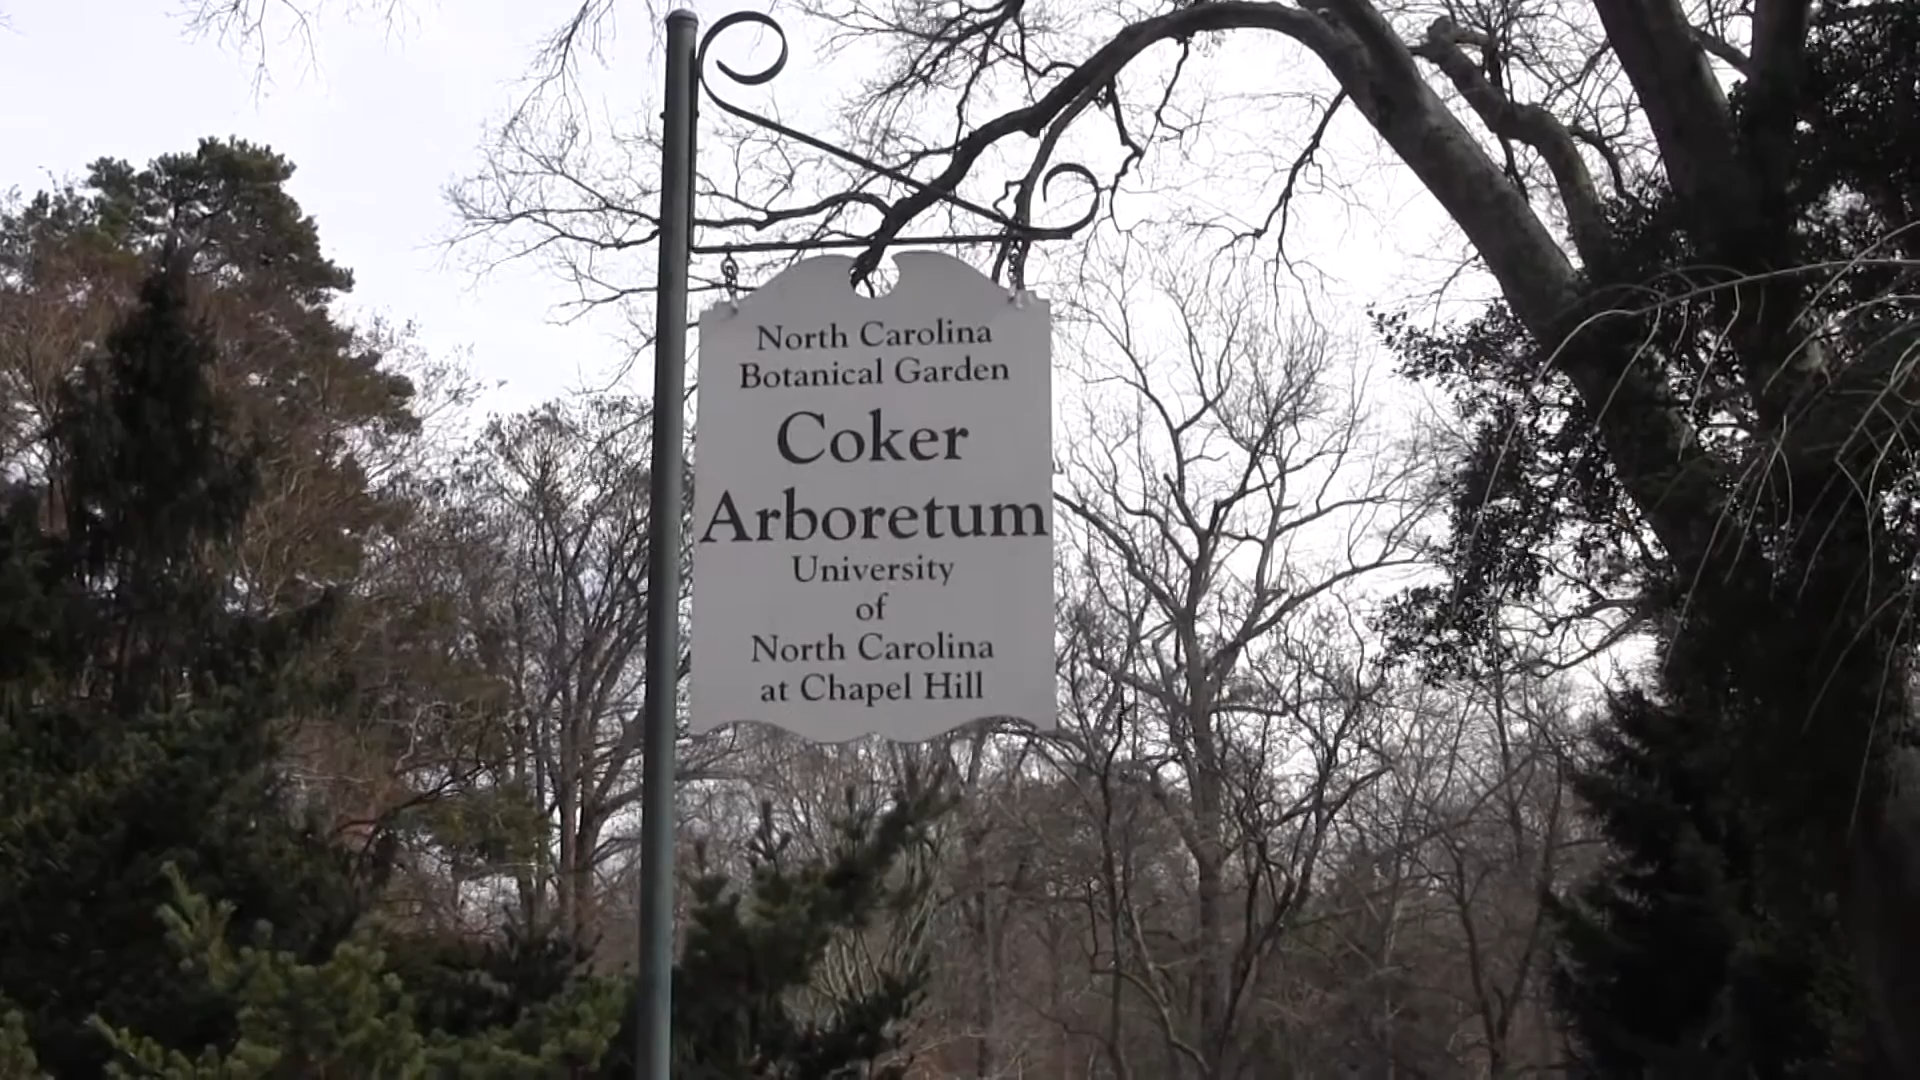 North Carolina
Botanical Garden
Coker
Arboretum
University
of
North Carolina
at Chapel Hill